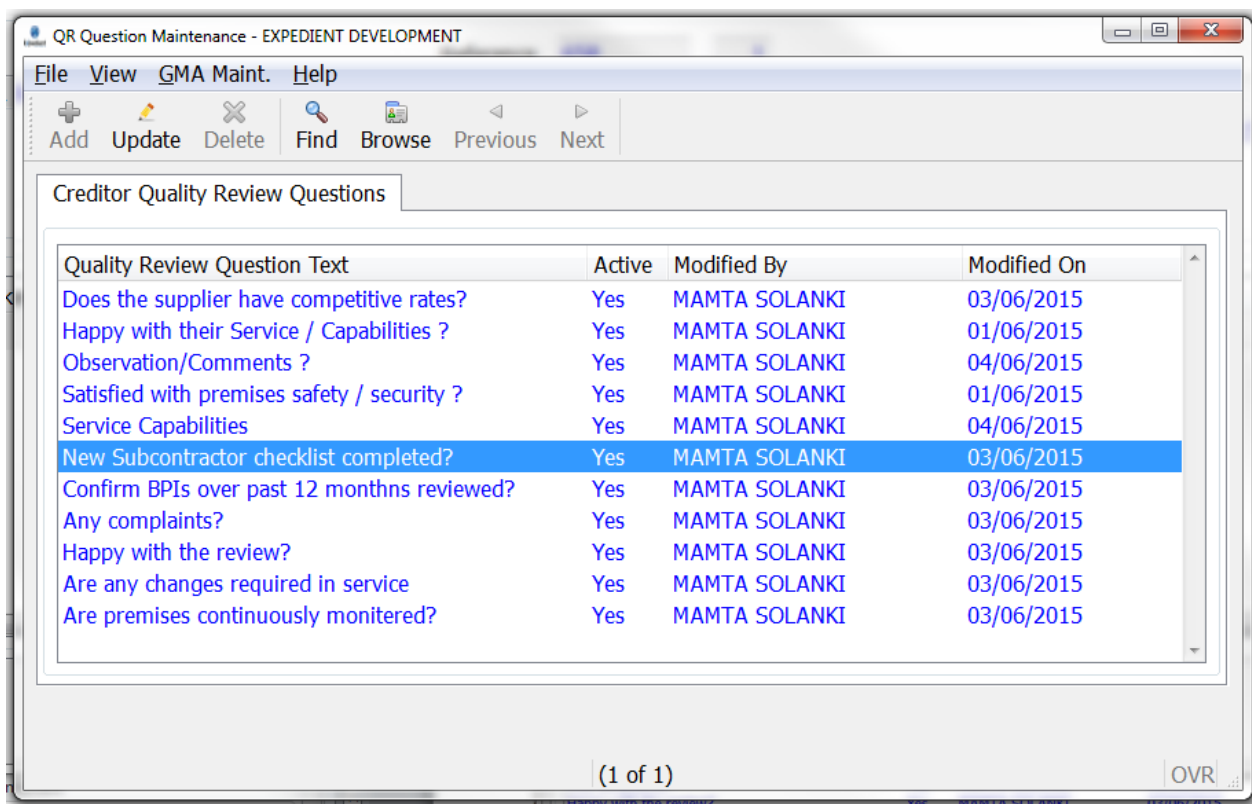 QR Question Maintenance - EXPEDIENT DEVELOPMENT
File View GMA Maint. Help
Add Update Delete Find Browse Previous Next
Creditor Quality Review Questions
Quality Review Question Text Active Modified By Modified On
Does the supplier have competitive rates? Yes MAMTA SOLANKI 03/06/2015
Happy with their Service / Capabilities ? Yes MAMTA SOLANKI 01/06/2015
Observation/Comments ? Yes MAMTA SOLANKI 04/06/2015
Satisfied with premises safety / security ? Yes MAMTA SOLANKI 01/06/2015
Service Capabilities Yes MAMTA SOLANKI 04/06/2015
New Subcontractor checklist completed? Yes MAMTA SOLANKI 03/06/2015
Confirm BPIs over past 12 monthns reviewed? Yes MAMTA SOLANKI 03/06/2015
Any complaints? Yes MAMTA SOLANKI 03/06/2015
Happy with the review? Yes MAMTA SOLANKI 03/06/2015
Are any changes required in service Yes MAMTA SOLANKI 03/06/2015
Are premises continuously monitered? Yes MAMTA SOLANKI 03/06/2015
(1 of 1) OVR